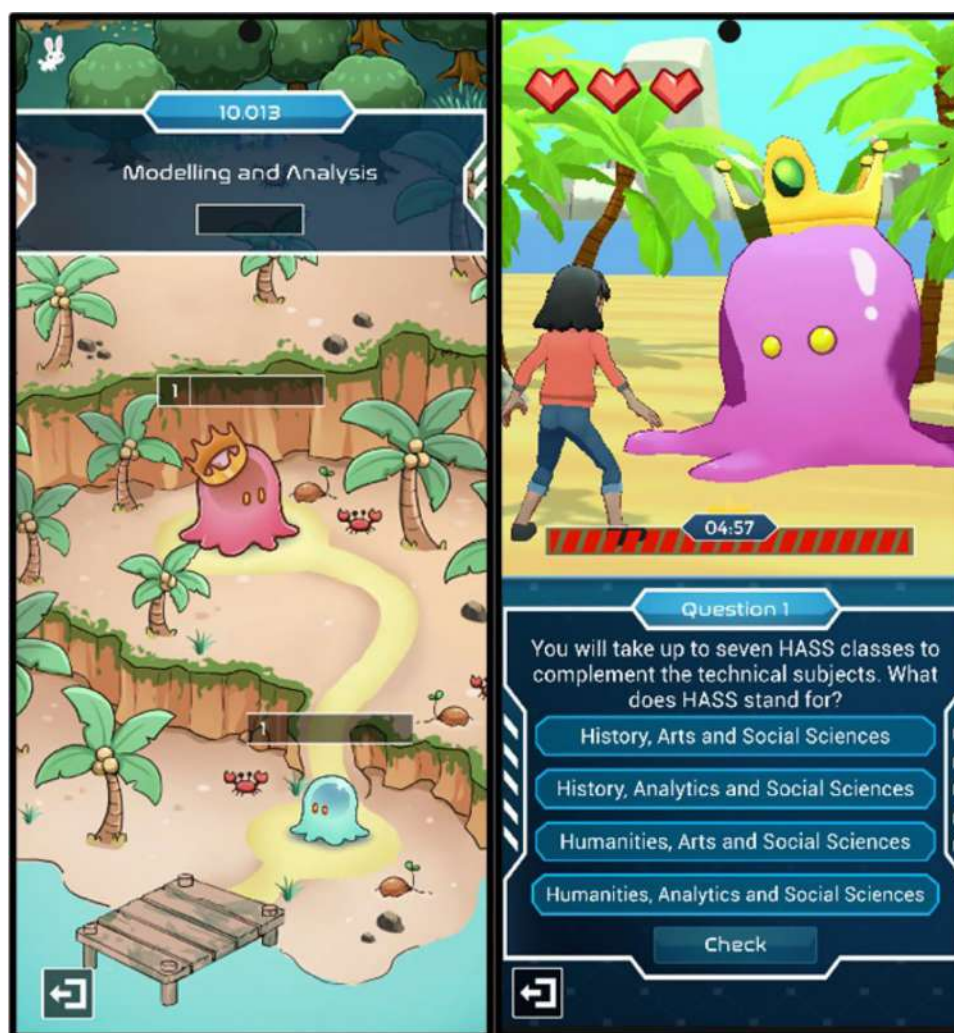 10.013
Modelling and Analysis
1
1
04:57
Question 1
You will take up to seven HASS classes to
complement the technical subjects. What
does HASS stand for?
History, Arts and Social Sciences
History, Analytics and Social Sciences
Humanities, Arts and Social Sciences
Humanities, Analytics and Social Sciences
Check